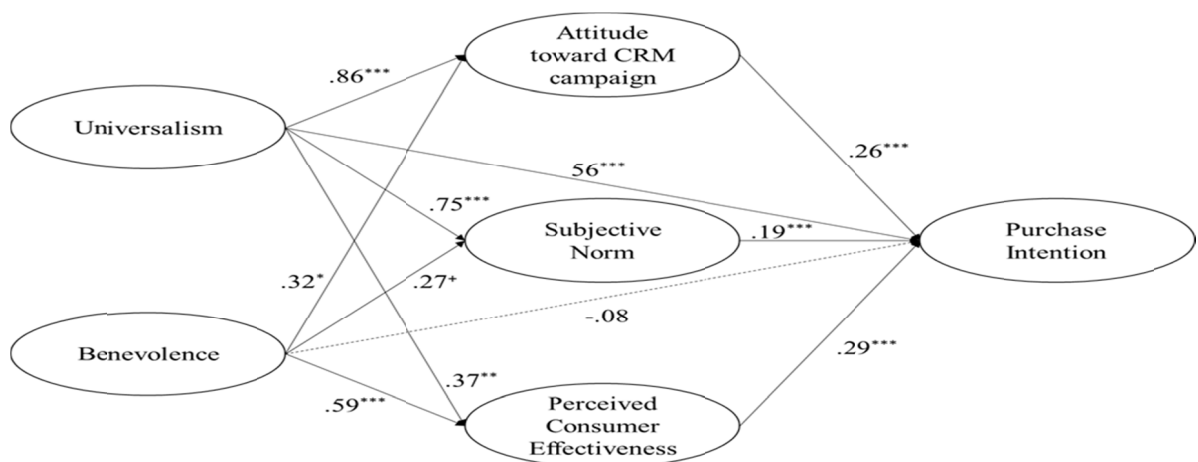 Attitude
toward CRM
campaign
.86***
Universalism
56***
.26***
.75***
Subjective
Norm
.19***
Purchase
Intention
.32*
.27+
-.08
Benevolence
.29***
.37**
.59***
Perceived
Consumer
Effectiveness